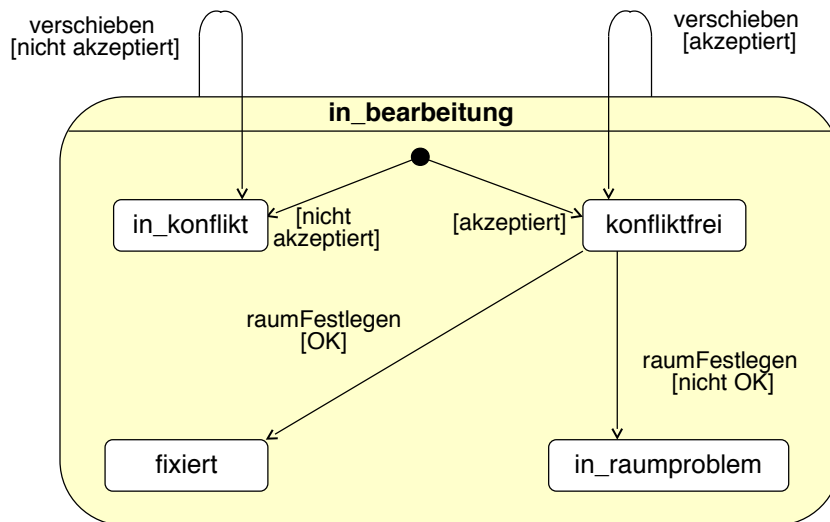 verschieben
[nicht akzeptiert]
verschieben
[akzeptiert]
in_bearbeitung
in_konflikt
[nicht
akzeptiert]
[akzeptiert]
konfliktfrei
raumFestlegen
[OK]
raumFestlegen
[nicht OK]
fixiert
in_raumproblem